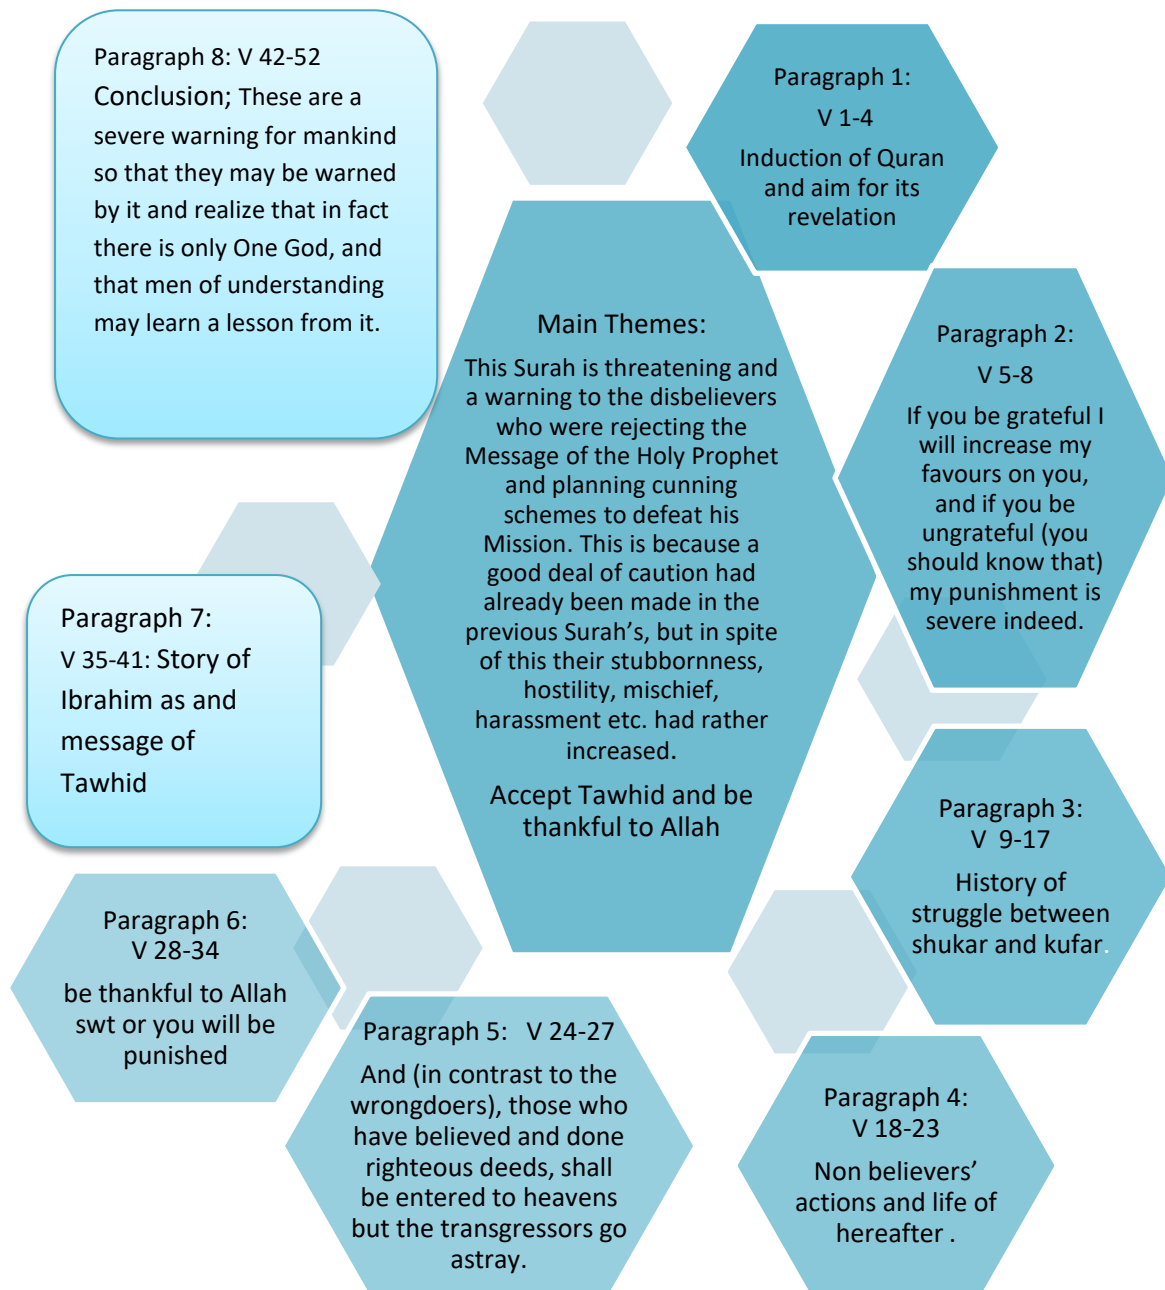 Paragraph 8: V 42-52
Conclusion; These are a
severe warning for mankind
so that they may be warned
by it and realize that in fact
there is only One God, and
that men of understanding
may learn a lesson from it.
Paragraph 1:
V 1-4
Induction of Quran
and aim for its
revelation
Main Themes:
This Surah is threatening and
a warning to the disbelievers
who were rejecting the
Message of the Holy Prophet
and planning cunning
schemes to defeat his
Mission. This is because a
good deal of caution had
already been made in the
previous Surah's, but in spite
of this their stubbornness,
hostility, mischief,
harassment etc. had rather
increased.
Accept Tawhid and be
thankful to Allah
Paragraph 2:
V 5-8
If you be grateful I
will increase my
favours on you,
and if you be
ungrateful (you
should know that)
my punishment is
severe indeed.
Paragraph 3:
V  9-17
History of
struggle between
shukar and kufar.
Paragraph 4:
V 18-23
Non believers’
actions and life of
hereafter .
Paragraph 5:   V 24-27
And (in contrast to the
wrongdoers), those who
have believed and done
righteous deeds, shall
be entered to heavens
but the transgressors go
astray.
Paragraph 6:
V 28-34
be thankful to Allah
swt or you will be
punished
Paragraph 7:
V 35-41: Story of
Ibrahim as and
message of
Tawhid